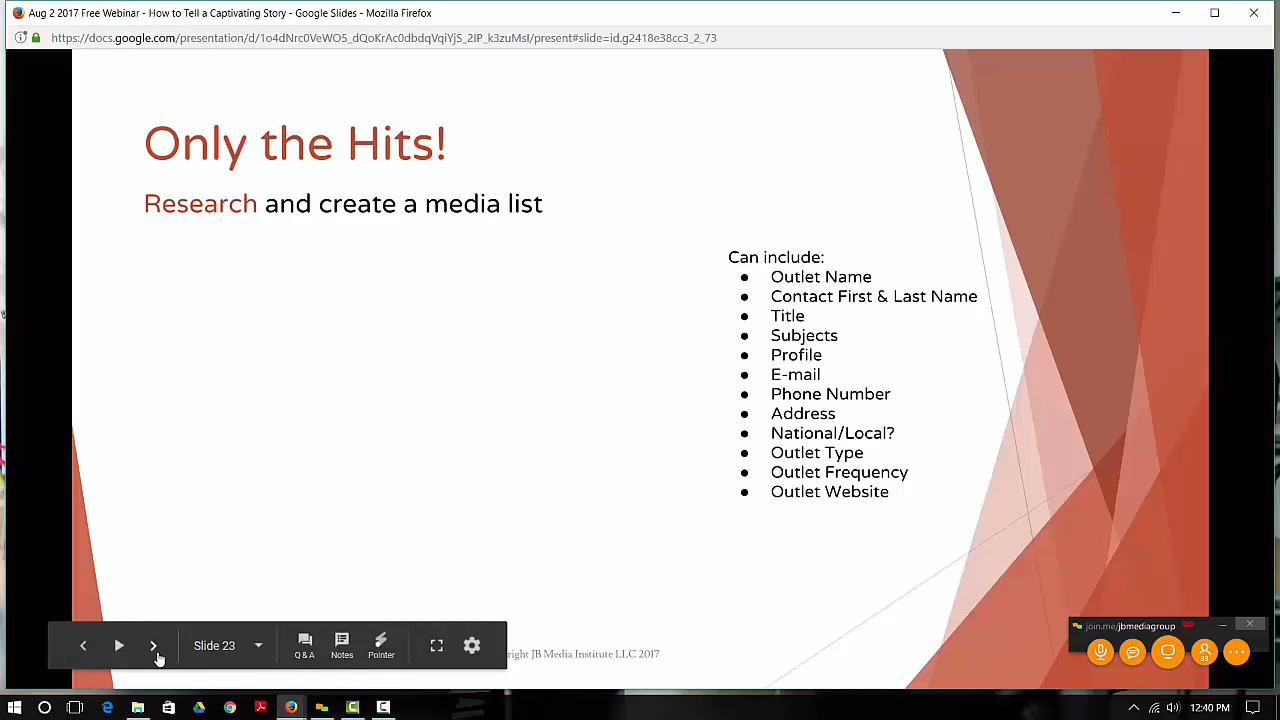 Aug 2 2017 Free Webinar - How to Tell a Captivating Story - Google Slides - Mozilla Firefox
https://docs.google.com/presentation/d/1o4dNrc0VeWO5_dQoKrAc0dbdqVqiYjS_2IP_k3zuMsI/present#slide=id.g2418e38cc3_2_73
Only the Hits!
Research and create a media list
Can include:
● Outlet Name
● Contact First & Last Name
● Title
● Subjects
● Profile
● E-mail
● Phone Number
● Address
● National/Local?
● Outlet Type
● Outlet Frequency
● Outlet Website
join.me/jbmediagroup
33
Slide 23
Q & A
Notes
Pointer
right JB Media Institute LLC 2017
12:40 PM